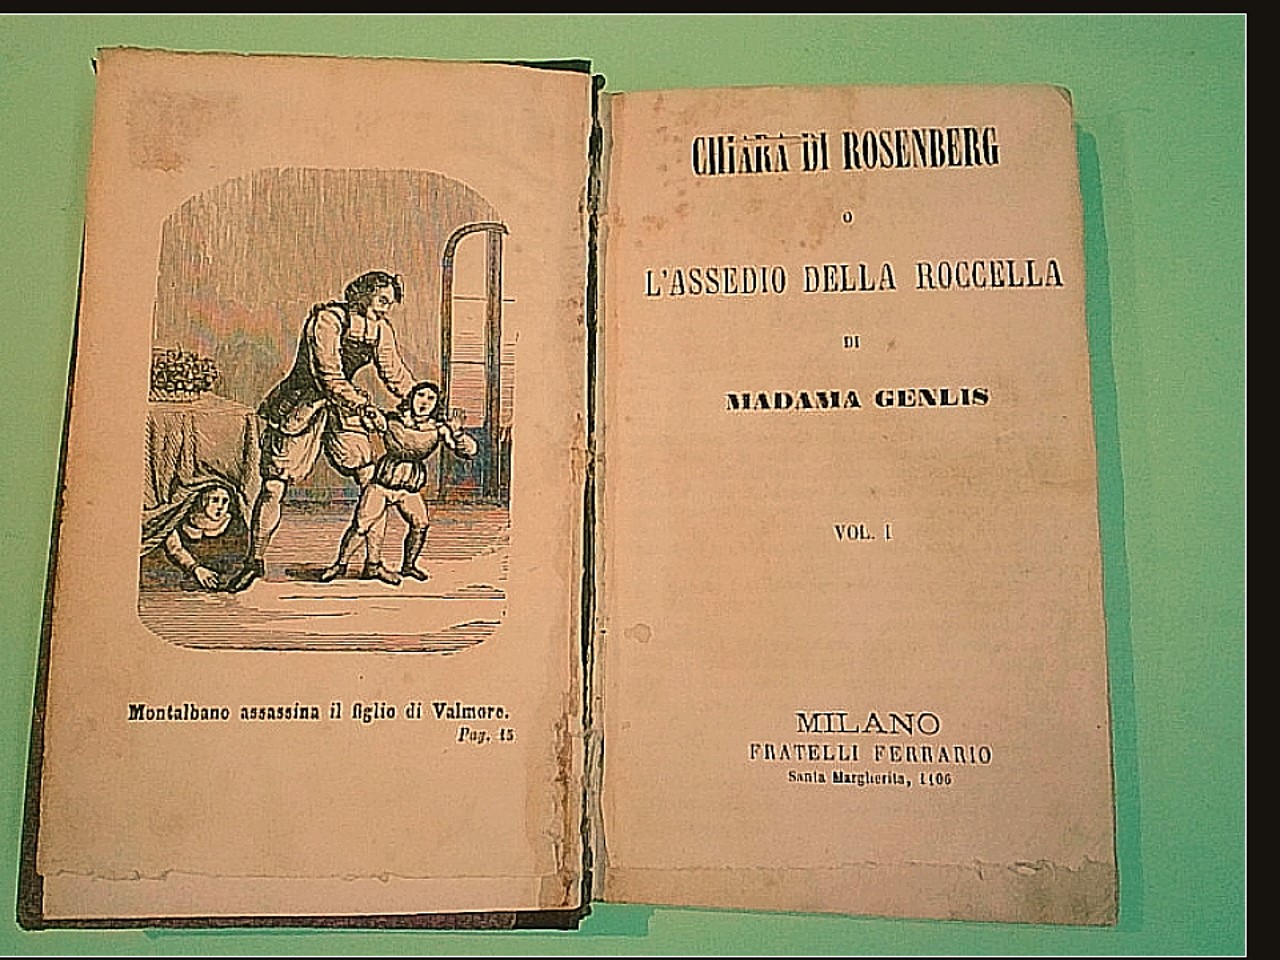 Montalbano assassina il figlio di Valmore.
Pag. 15
CHIARA DI ROSENBERG
O
L'ASSEDIO DELLA ROCCELLA
DI
MADAMA GENLIS
VOL. I
MILANO
FRATELLI FERRARIO
Santa Margherita, 1106